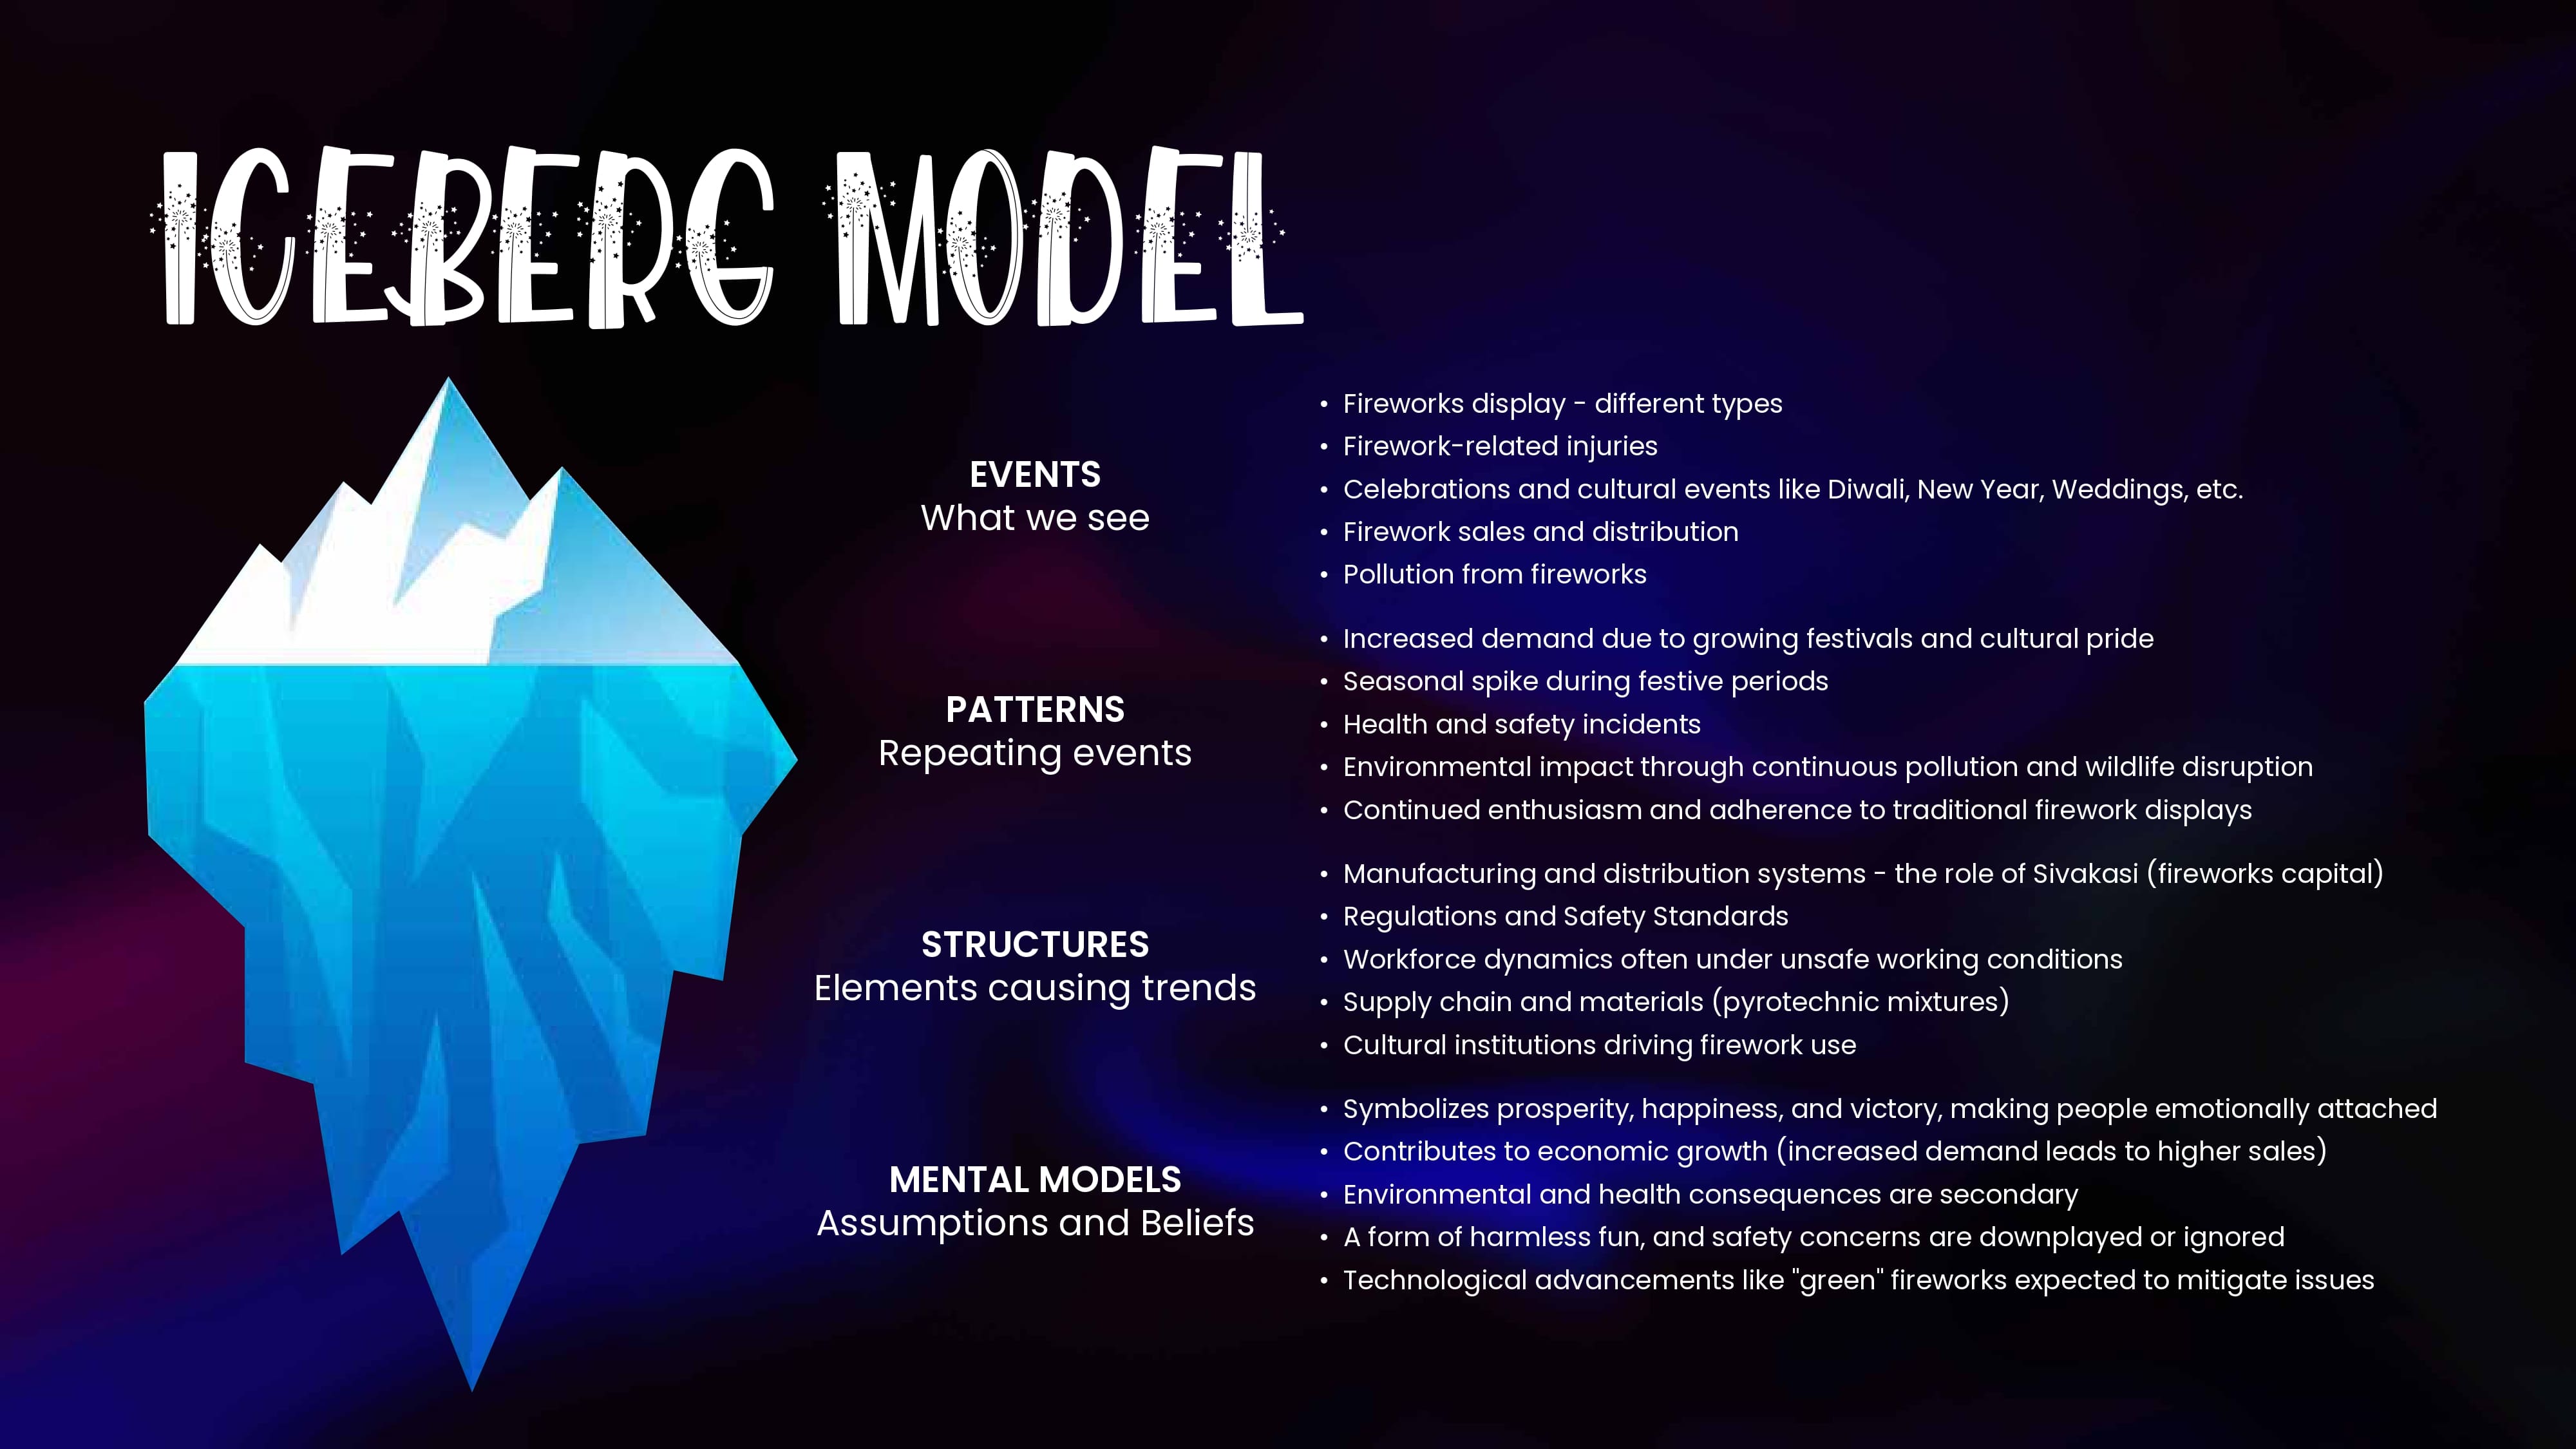 ICEBERG MODEL
EVENTS
What we see
• Fireworks display - different types
• Firework-related injuries
• Celebrations and cultural events like Diwali, New Year, Weddings, etc.
• Firework sales and distribution
• Pollution from fireworks
PATTERNS
Repeating events
• Increased demand due to growing festivals and cultural pride
• Seasonal spike during festive periods
• Health and safety incidents
• Environmental impact through continuous pollution and wildlife disruption
• Continued enthusiasm and adherence to traditional firework displays
STRUCTURES
Elements causing trends
• Manufacturing and distribution systems - the role of Sivakasi (fireworks capital)
• Regulations and Safety Standards
• Workforce dynamics often under unsafe working conditions
• Supply chain and materials (pyrotechnic mixtures)
• Cultural institutions driving firework use
MENTAL MODELS
Assumptions and Beliefs
• Symbolizes prosperity, happiness, and victory, making people emotionally attached
• Contributes to economic growth (increased demand leads to higher sales)
• Environmental and health consequences are secondary
• A form of harmless fun, and safety concerns are downplayed or ignored
• Technological advancements like "green" fireworks expected to mitigate issues